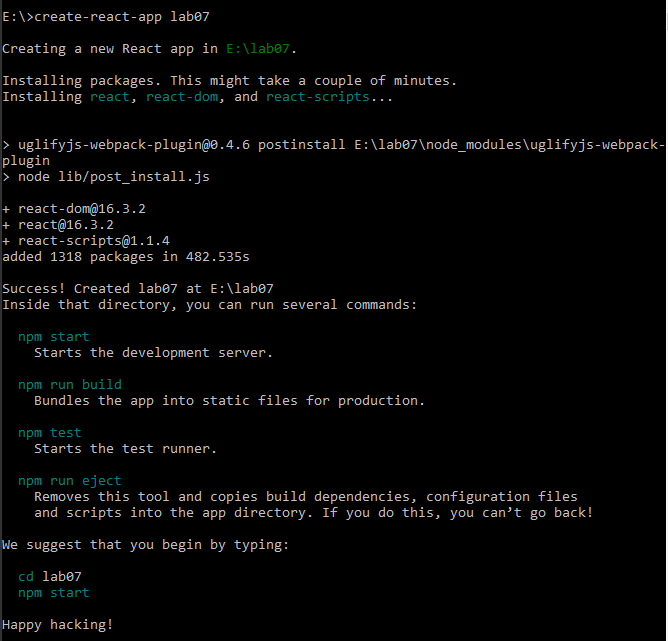 E:\>create-react-app lab07
Creating a new React app in E:\lab07.
Installing packages. This might take a couple of minutes.
Installing react, react-dom, and react-scripts...
> uglifyjs-webpack-plugin@0.4.6 postinstall E:\lab07\node_modules\uglifyjs-webpack-
plugin
> node lib/post_install.js
+ react-dom@16.3.2
+ react@16.3.2
+ react-scripts@1.1.4
added 1318 packages in 482.535s
Success! Created lab07 at E:\lab07
Inside that directory, you can run several commands:
npm start
Starts the development server.
npm run build
Bundles the app into static files for production.
npm test
Starts the test runner.
npm run eject
Removes this tool and copies build dependencies, configuration files
and scripts into the app directory. If you do this, you can’t go back!
We suggest that you begin by typing:
cd lab07
npm start
Happy hacking!